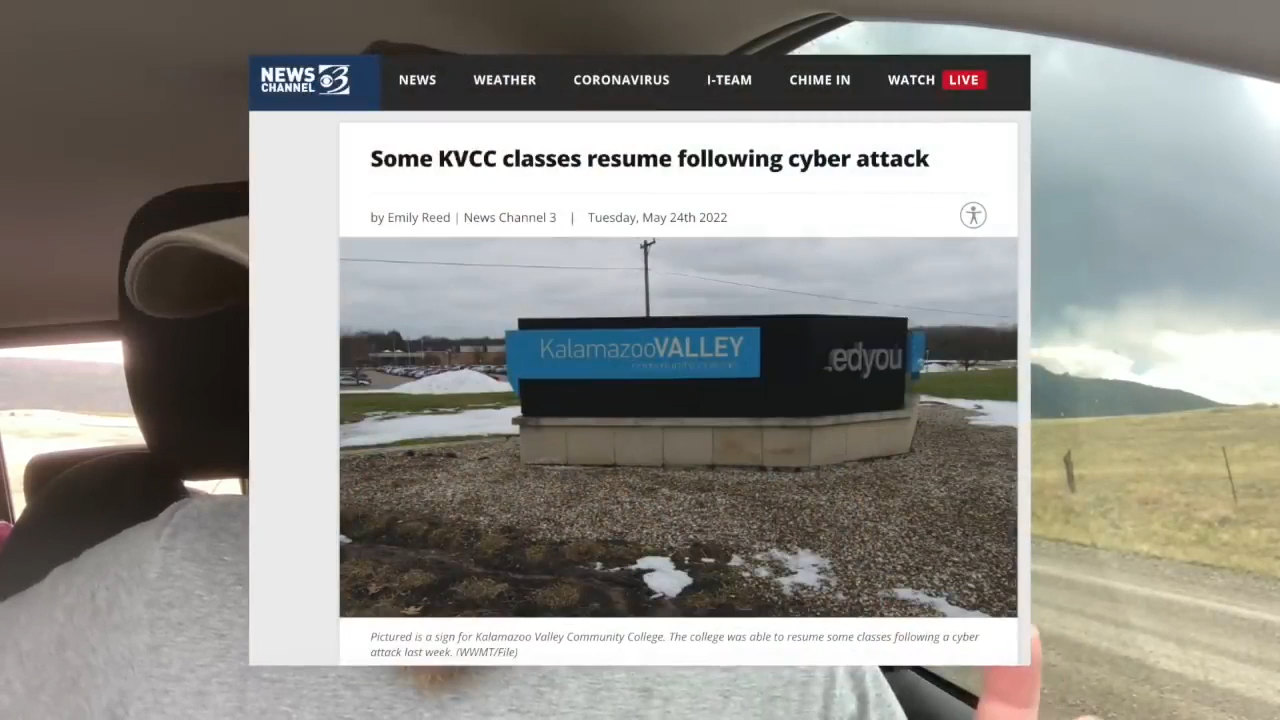 NEWS
CHANNEL 3
NEWS WEATHER CORONAVIRUS I-TEAM CHIME IN WATCH LIVE
Some KVCC classes resume following cyber attack
by Emily Reed | News Channel 3 | Tuesday, May 24th 2022
KalamazooVALLEY
.edyou
Pictured is a sign for Kalamazoo Valley Community College. The college was able to resume some classes following a cyber
attack last week. (WWMT/File)